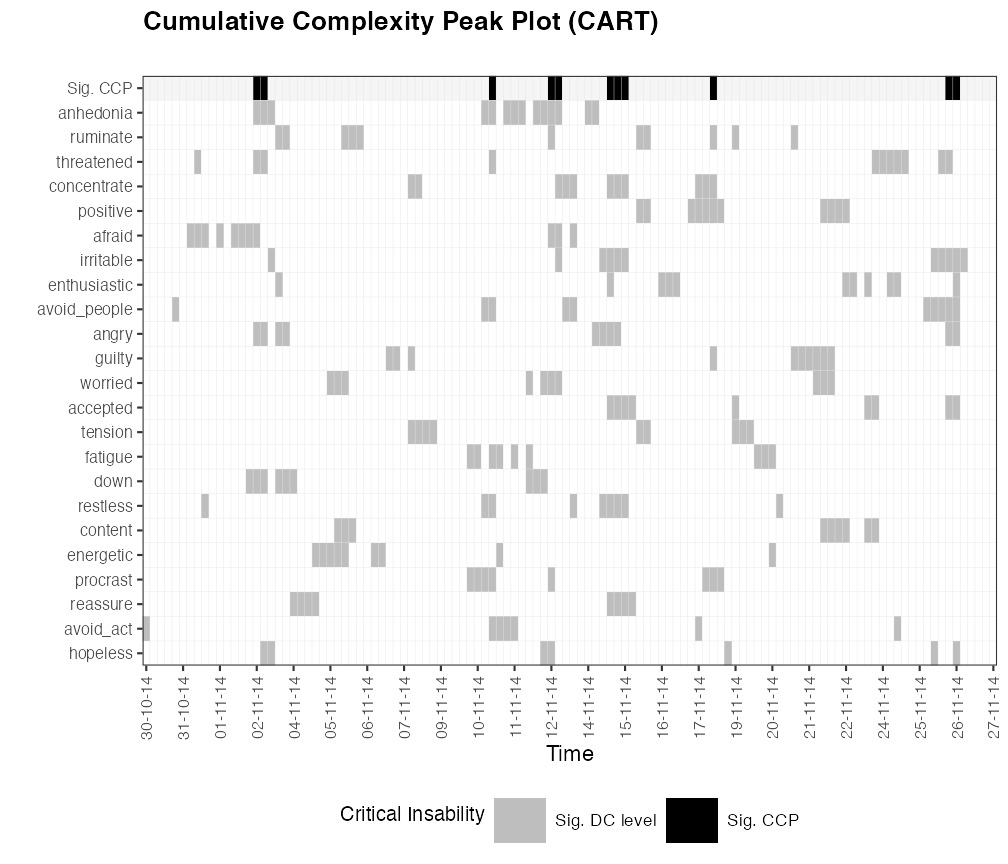 Cumulative Complexity Peak Plot (CART)
Sig. CCP
anhedonia
ruminate
threatened
concentrate
positive
afraid
irritable
enthusiastic
avoid_people
angry
guilty
worried
accepted
tension
fatigue
down
restless
content
energetic
procrast
reassure
avoid_act
hopeless
30-10-14
31-10-14
01-11-14
02-11-14
04-11-14
05-11-14
06-11-14
07-11-14
09-11-14
10-11-14
11-11-14
12-11-14
14-11-14
15-11-14
16-11-14
17-11-14
19-11-14
20-11-14
21-11-14
22-11-14
24-11-14
25-11-14
26-11-14
27-11-14
Time
Critical Insability Sig. DC level Sig. CCP